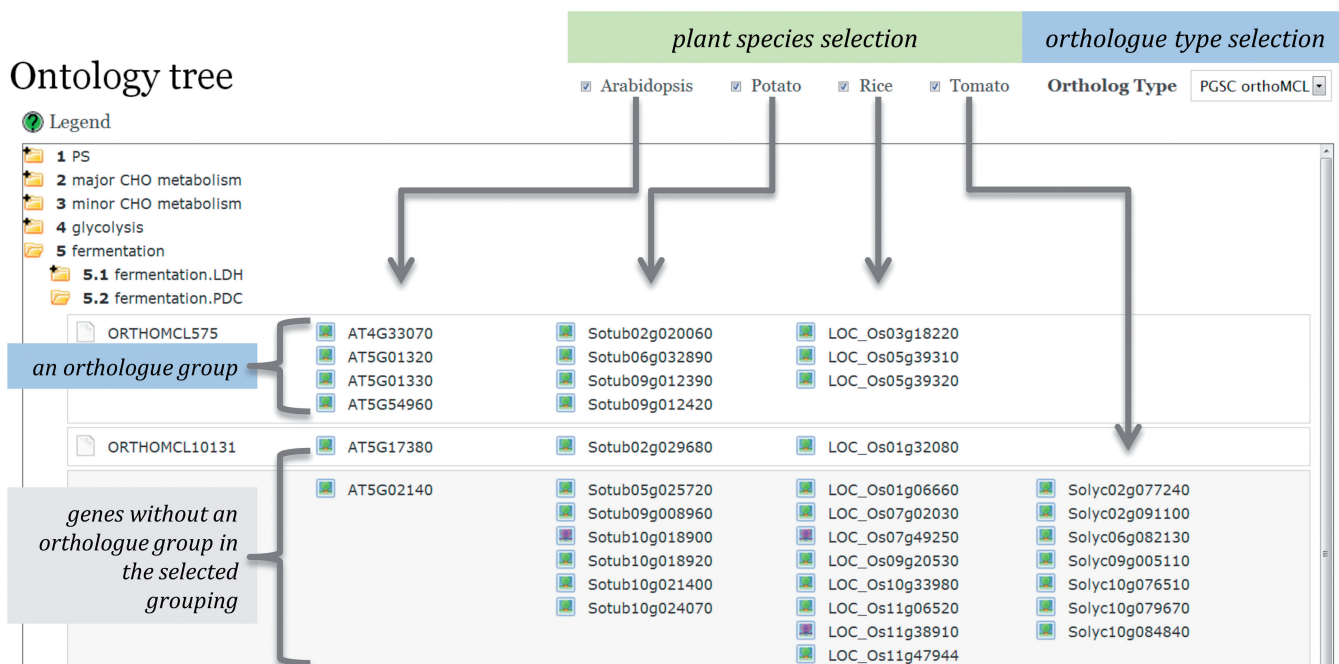 plant species selection
orthologue type selection
Ontology tree
Arabidopsis Potato Rice Tomato Ortholog Type PGSC orthoMCL
Legend
1 PS
2 major CHO metabolism
3 minor CHO metabolism
4 glycolysis
5 fermentation
5.1 fermentation.LDH
5.2 fermentation.PDC
ORTHOMCL575 AT4G33070 Sotub02g020060 LOC_Os03g18220
an orthologue group
AT5G01320 Sotub06g032890 LOC_Os05g39310
AT5G01330 Sotub09g012390 LOC_Os05g39320
AT5G54960 Sotub09g012420
ORTHOMCL10131 AT5G17380 Sotub02g029680 LOC_Os01g32080
genes without an
orthologue group in
the selected
grouping
AT5G02140 Sotub05g025720 LOC_Os01g06660 Solyc02g077240
Sotub09g008960 LOC_Os07g02030 Solyc02g091100
Sotub10g018900 LOC_Os07g49250 Solyc06g082130
Sotub10g018920 LOC_Os09g20530 Solyc09g005110
Sotub10g021400 LOC_Os10g33980 Solyc10g076510
Sotub10g024070 LOC_Os11g06520 Solyc10g079670
LOC_Os11g38910 Solyc10g084840
LOC_Os11g47944